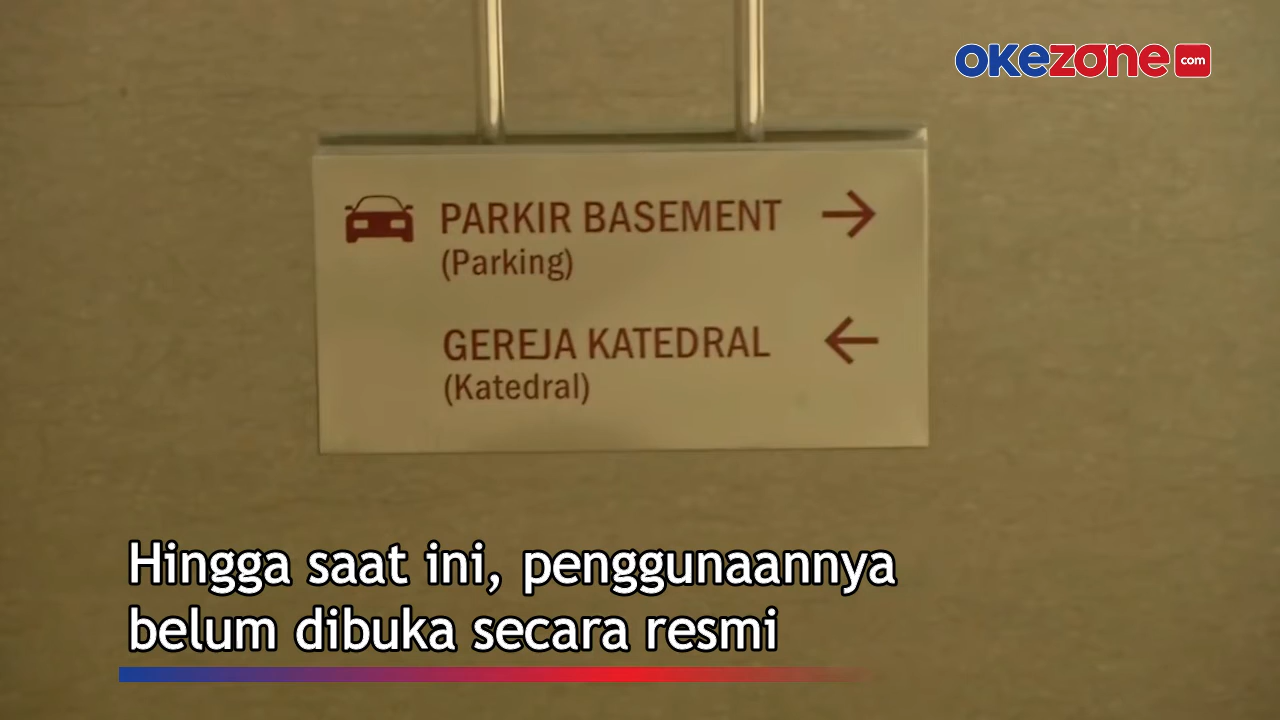 okezone.com
PARKIR BASEMENT →
(Parking)
GEREJA KATEDRAL ←
(Katedral)
Hingga saat ini, penggunaannya
belum dibuka secara resmi